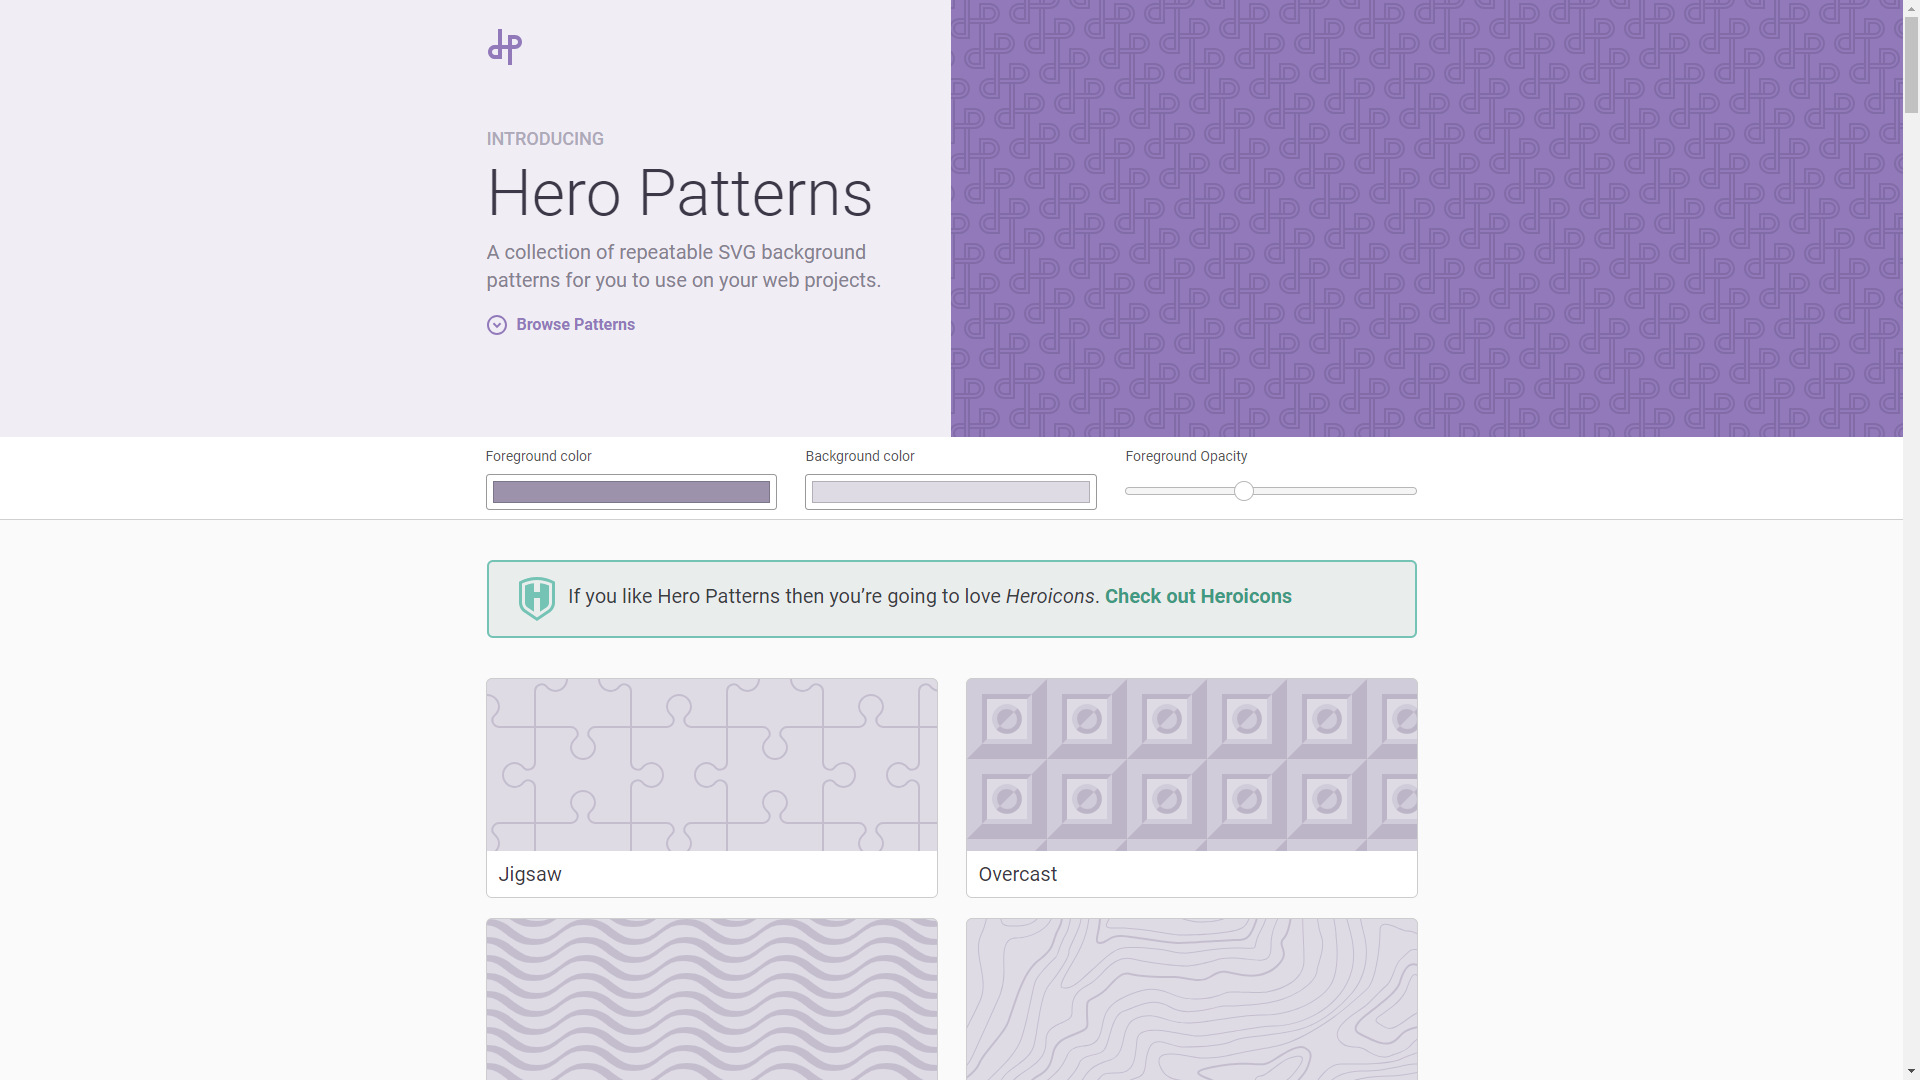 INTRODUCING
Hero Patterns
A collection of repeatable SVG background
patterns for you to use on your web projects.
Browse Patterns
Foreground color
Background color
Foreground Opacity
If you like Hero Patterns then you’re going to love Heroicons. Check out Heroicons
Jigsaw
Overcast